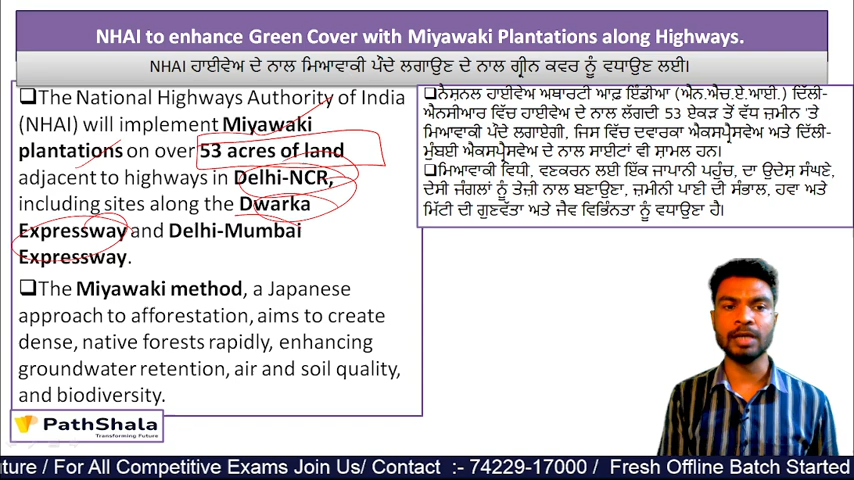 NHAI to enhance Green Cover with Miyawaki Plantations along Highways.
NHAI ਹਾਈਵੇਅ ਦੇ ਨਾਲ ਮਿਆਵਾਕੀ ਪੌਦੇ ਲਗਾਉਣ ਦੇ ਨਾਲ ਗ੍ਰੀਨ ਕਵਰ ਨੂੰ ਵਧਾਉਣ ਲਈ।
❑The National Highways Authority of India
(NHAI) will implement Miyawaki
plantations on over 53 acres of land
adjacent to highways in Delhi-NCR,
including sites along the Dwarka
Expressway and Delhi-Mumbai
Expressway.
❑The Miyawaki method, a Japanese
approach to afforestation, aims to create
dense, native forests rapidly, enhancing
groundwater retention, air and soil quality,
and biodiversity.
❑ਨੈਸ਼ਨਲ ਹਾਈਵੇਅ ਅਥਾਰਟੀ ਆਫ਼ ਇੰਡੀਆ (ਐਨ.ਐਚ.ਏ.ਆਈ.) ਦਿੱਲੀ-
ਐਨਸੀਆਰ ਵਿੱਚ ਹਾਈਵੇਅ ਦੇ ਨਾਲ ਲੱਗਦੀ 53 ਏਕੜ ਤੋਂ ਵੱਧ ਜ਼ਮੀਨ 'ਤੇ
ਮਿਆਵਾਕੀ ਪੌਦੇ ਲਗਾਏਗੀ, ਜਿਸ ਵਿੱਚ ਦਵਾਰਕਾ ਐਕਸਪ੍ਰੈਸਵੇਅ ਅਤੇ ਦਿੱਲੀ-
ਮੁੰਬਈ ਐਕਸਪ੍ਰੈਸਵੇਅ ਦੇ ਨਾਲ ਸਾਈਟਾਂ ਵੀ ਸ਼ਾਮਲ ਹਨ।
❑ਮਿਆਵਾਕੀ ਵਿਧੀ, ਵਣਕਰਨ ਲਈ ਇੱਕ ਜਾਪਾਨੀ ਪਹੁੰਚ, ਦਾ ਉਦੇਸ਼ ਸੰਘਣੇ,
ਦੇਸੀ ਜੰਗਲਾਂ ਨੂੰ ਤੇਜ਼ੀ ਨਾਲ ਬਣਾਉਣਾ, ਜ਼ਮੀਨੀ ਪਾਣੀ ਦੀ ਸੰਭਾਲ, ਹਵਾ ਅਤੇ
ਮਿੱਟੀ ਦੀ ਗੁਣਵੱਤਾ ਅਤੇ ਜੈਵ ਵਿਭਿੰਨਤਾ ਨੂੰ ਵਧਾਉਣਾ ਹੈ।
PathShala
Transforming Future
uture / For All Competitive Exams Join Us/ Contact :- 74229-17000 / Fresh Offline Batch Started